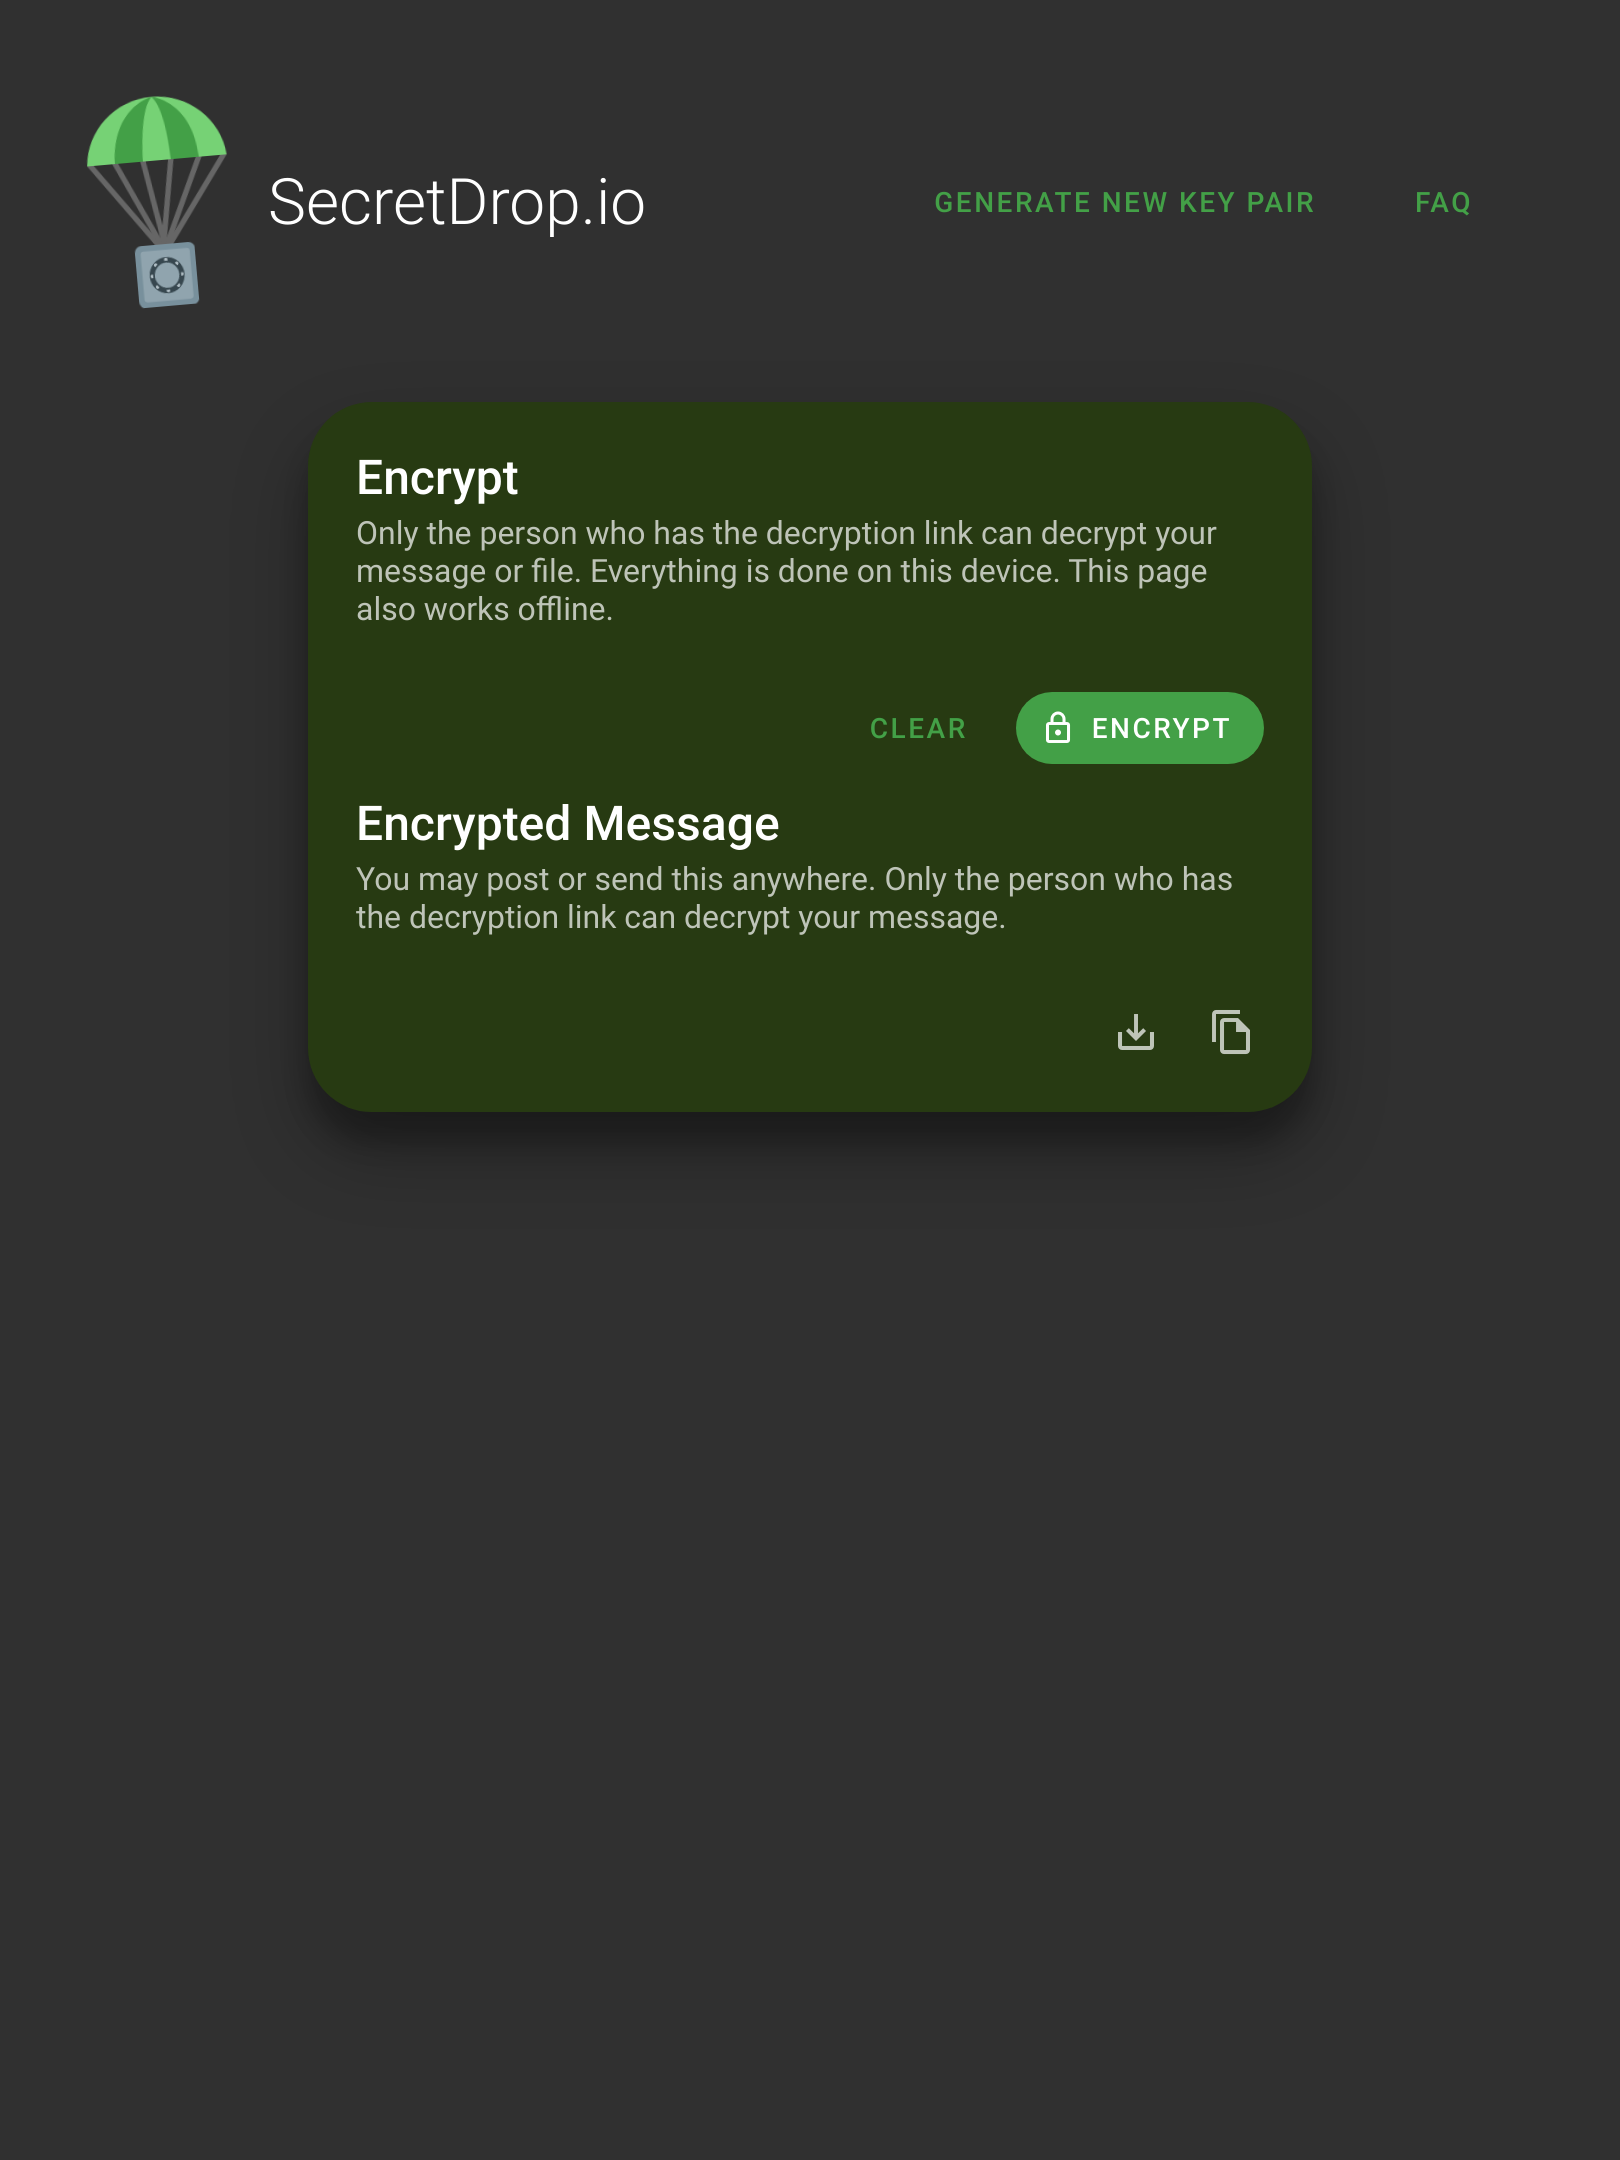 SecretDrop.io
GENERATE NEW KEY PAIR
FAQ
Encrypt
Only the person who has the decryption link can decrypt your
message or file. Everything is done on this device. This page
also works offline.
CLEAR
ENCRYPT
Encrypted Message
You may post or send this anywhere. Only the person who has
the decryption link can decrypt your message.